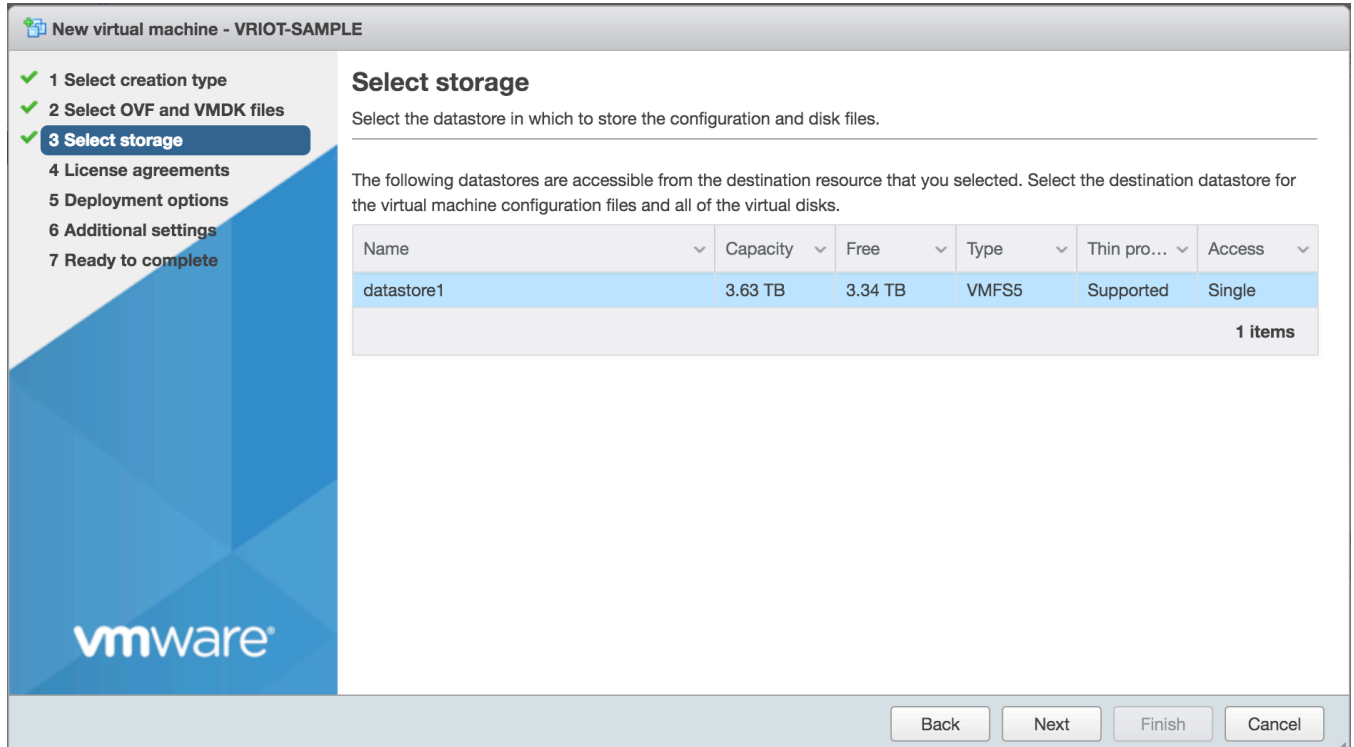 New virtual machine - VRIOT-SAMPLE
1 Select creation type
2 Select OVF and VMDK files
3 Select storage
4 License agreements
5 Deployment options
6 Additional settings
7 Ready to complete
vmware®
Select storage
Select the datastore in which to store the configuration and disk files.
The following datastores are accessible from the destination resource that you selected. Select the destination datastore for
the virtual machine configuration files and all of the virtual disks.
Name Capacity Free Type Thin pro... Access
datastore1 3.63 TB 3.34 TB VMFS5 Supported Single
1 items
Back Next Finish Cancel